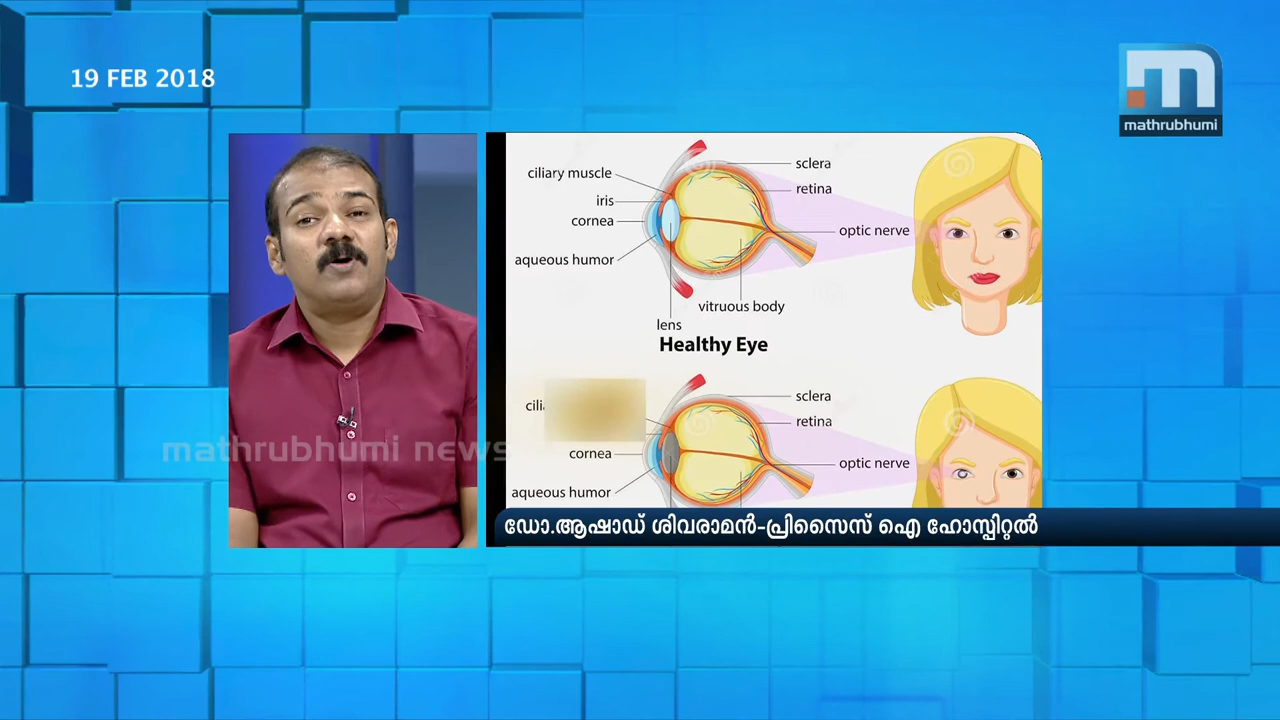 19 FEB 2018
mathrubhumi
ciliary muscle
iris
cornea
aqueous humor
lens
vitruous body
sclera
retina
optic nerve
Healthy Eye
cornea
aqueous humor
sclera
retina
optic nerve
mathrubhumi news
ഡോ.ആഷാഡ് ശിവരാമൻ-പ്രിസൈസ് ഐ ഹോസ്പിറ്റൽ